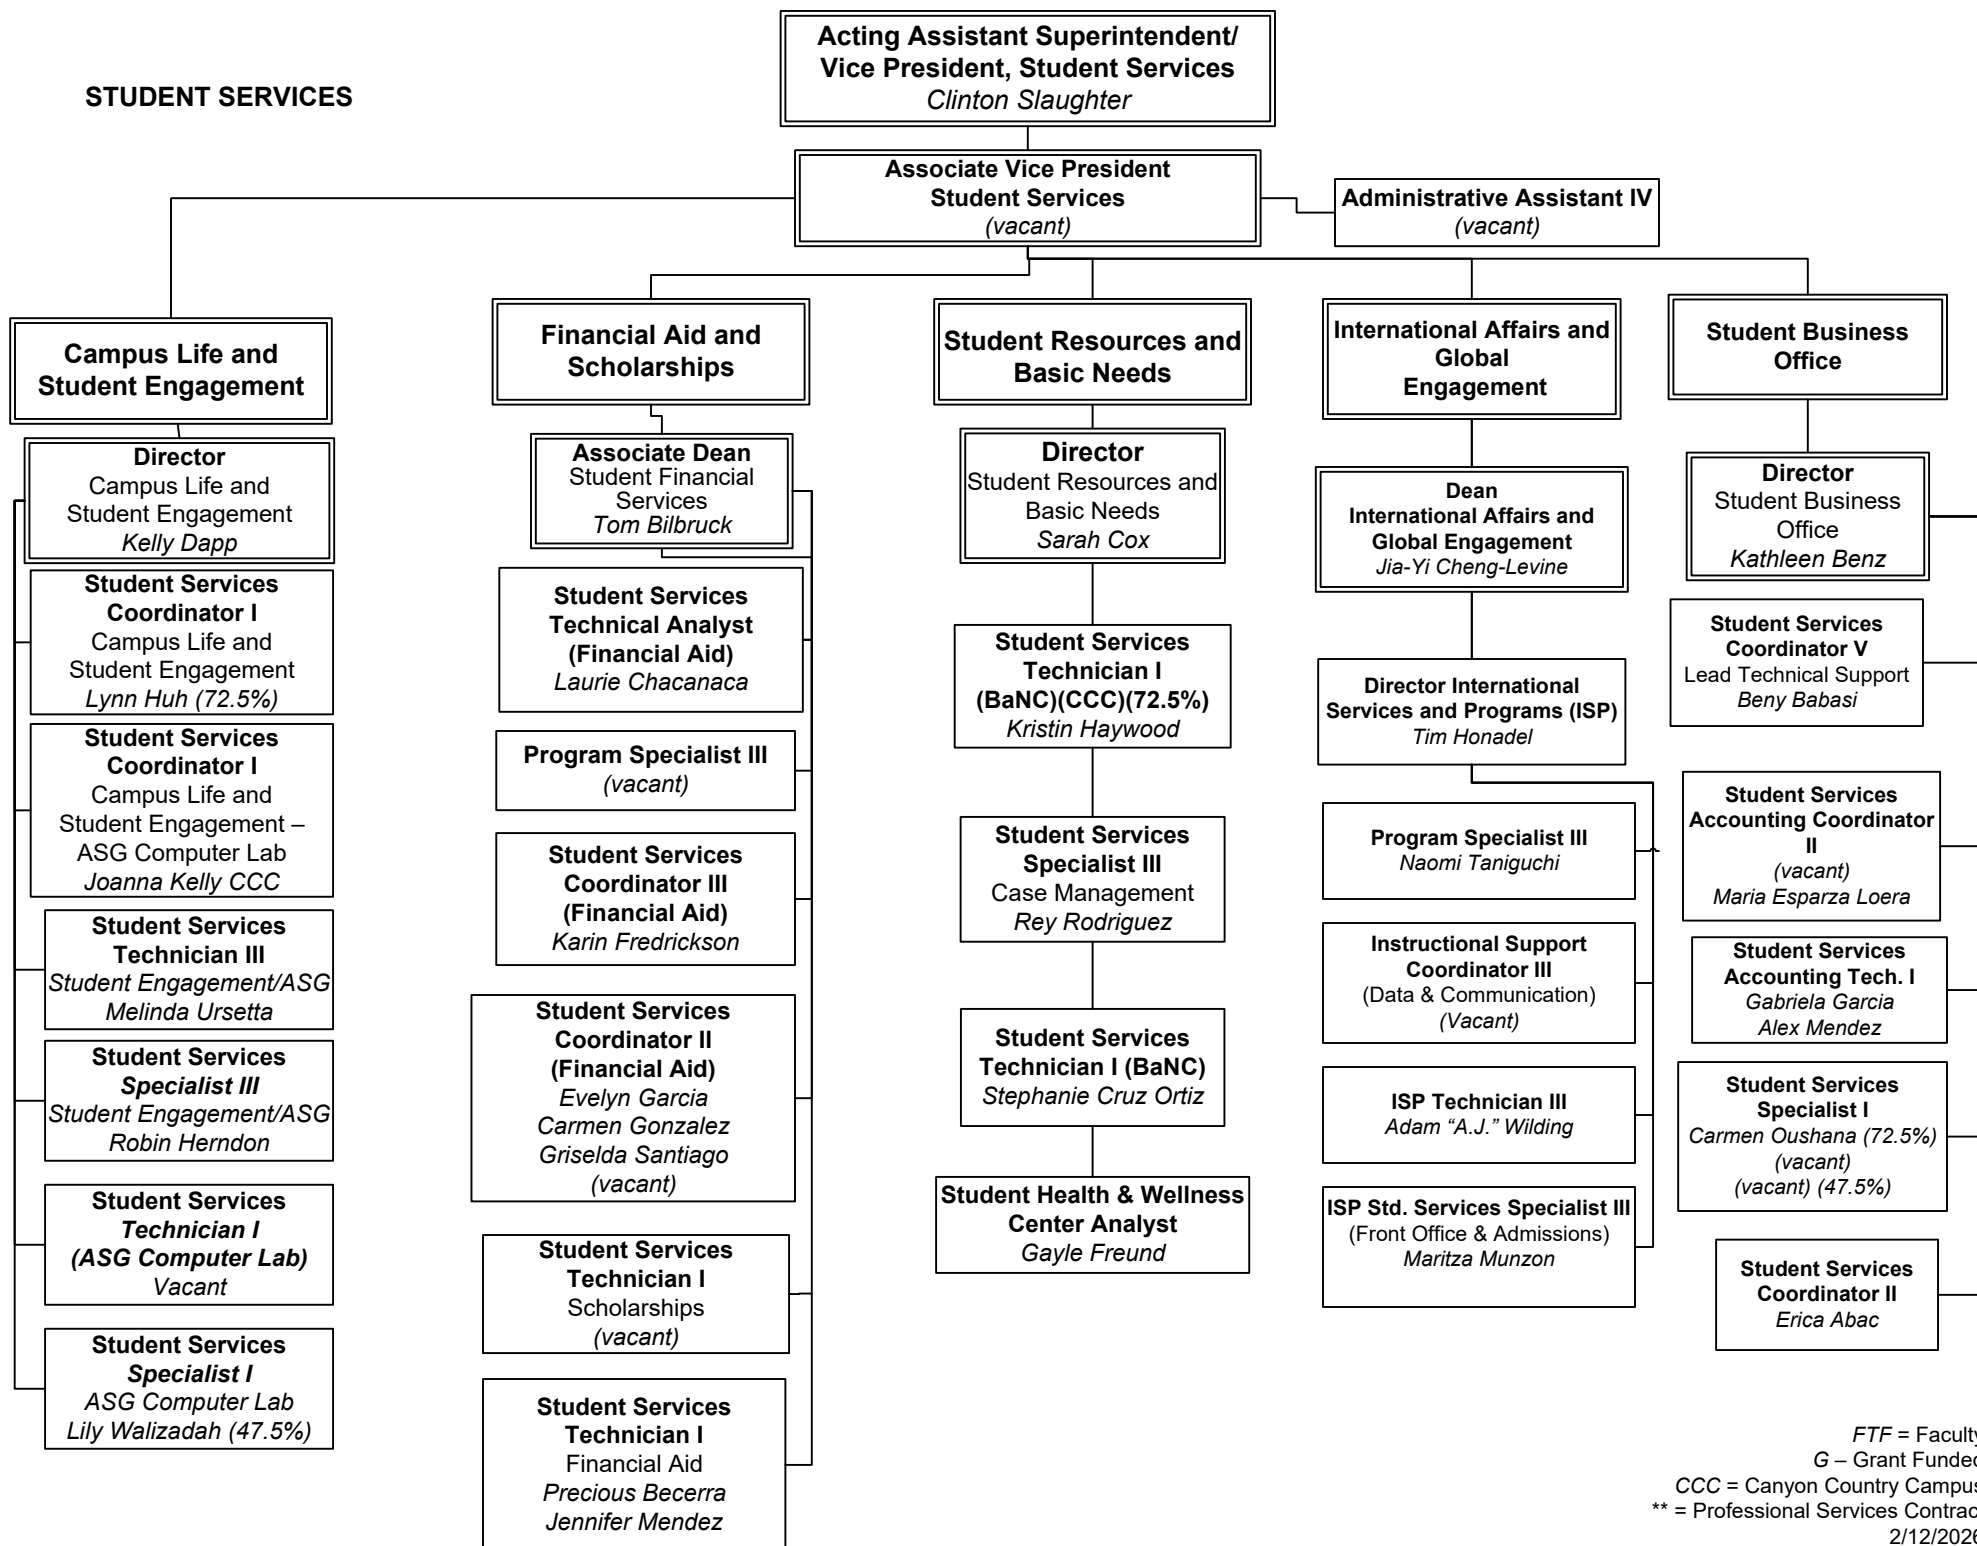 STUDENT SERVICES
Acting Assistant Superintendent/
Vice President, Student Services
Clinton Slaughter
Associate Vice President
Student Services
(vacant)
Administrative Assistant IV
(vacant)
Campus Life and
Student Engagement
Director
Campus Life and
Student Engagement
Kelly Dapp
Student Services
Coordinator I
Campus Life and
Student Engagement
Lynn Huh (72.5%)
Student Services
Coordinator I
Campus Life and
Student Engagement –
ASG Computer Lab
Joanna Kelly CCC
Student Services
Technician III
Student Engagement/ASG
Melinda Ursetta
Student Services
Specialist III
Student Engagement/ASG
Robin Herndon
Student Services
Technician I
(ASG Computer Lab)
Vacant
Student Services
Specialist I
ASG Computer Lab
Lily Walizadah (47.5%)
Financial Aid and
Scholarships
Associate Dean
Student Financial
Services
Tom Bilbruck
Student Services
Technical Analyst
(Financial Aid)
Laurie Chacanaca
Program Specialist III
(vacant)
Student Services
Coordinator III
(Financial Aid)
Karin Fredrickson
Student Services
Coordinator II
(Financial Aid)
Evelyn Garcia
Carmen Gonzalez
Griselda Santiago
(vacant)
Student Services
Technician I
Scholarships
(vacant)
Student Services
Technician I
Financial Aid
Precious Becerra
Jennifer Mendez
Student Resources and
Basic Needs
Director
Student Resources and
Basic Needs
Sarah Cox
Student Services
Technician I
(BaNC)(CCC)(72.5%)
Kristin Haywood
Student Services
Specialist III
Case Management
Rey Rodriguez
Student Services
Technician I (BaNC)
Stephanie Cruz Ortiz
Student Health & Wellness
Center Analyst
Gayle Freund
International Affairs and
Global
Engagement
Dean
International Affairs and
Global Engagement
Jia-Yi Cheng-Levine
Director International
Services and Programs (ISP)
Tim Honadel
Program Specialist III
Naomi Taniguchi
Instructional Support
Coordinator III
(Data & Communication)
(Vacant)
ISP Technician III
Adam “A.J.” Wilding
ISP Std. Services Specialist III
(Front Office & Admissions)
Maritza Munzon
Student Business
Office
Director
Student Business
Office
Kathleen Benz
Student Services
Coordinator V
Lead Technical Support
Beny Babasi
Student Services
Accounting Coordinator
II
(vacant)
Maria Esparza Loera
Student Services
Accounting Tech. I
Gabriela Garcia
Alex Mendez
Student Services
Specialist I
Carmen Oushana (72.5%)
(vacant)
(vacant) (47.5%)
Student Services
Coordinator II
Erica Abac
FTF = Faculty
G – Grant Funded
CCC = Canyon Country Campus
** = Professional Services Contract
2/12/2026